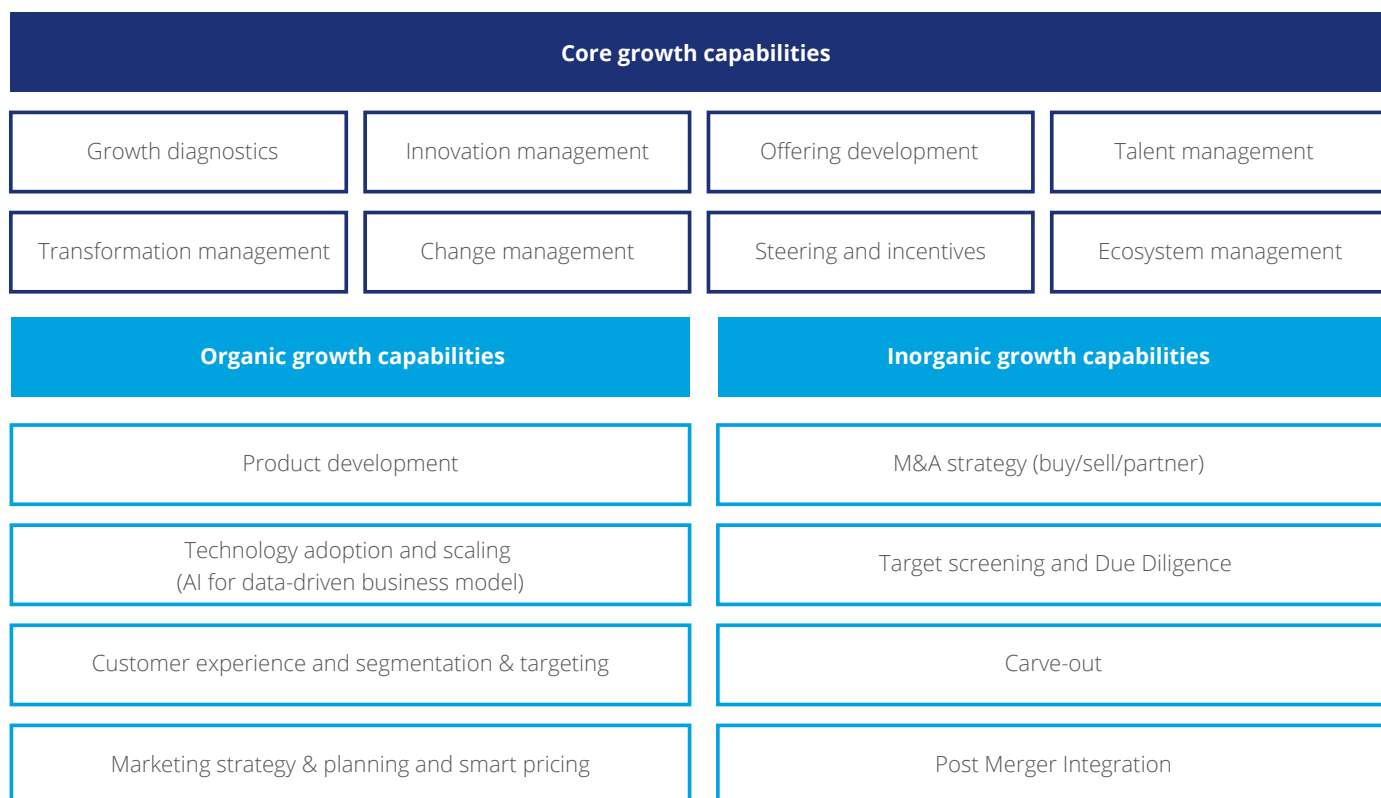 Core growth capabilities
Growth diagnostics
Innovation management
Offering development
Talent management
Transformation management
Change management
Steering and incentives
Ecosystem management
Organic growth capabilities
Inorganic growth capabilities
Product development
M&A strategy (buy/sell/partner)
Technology adoption and scaling
(AI for data-driven business model)
Target screening and Due Diligence
Customer experience and segmentation & targeting
Carve-out
Marketing strategy & planning and smart pricing
Post Merger Integration